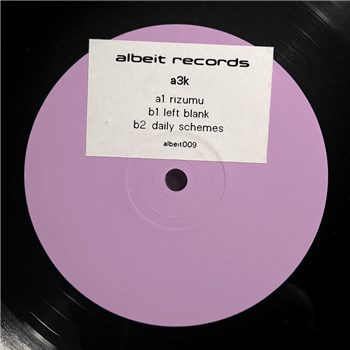 albeit records
a3k
a1. rizumu
b1. left blank
b2. daily schemes
albeit009